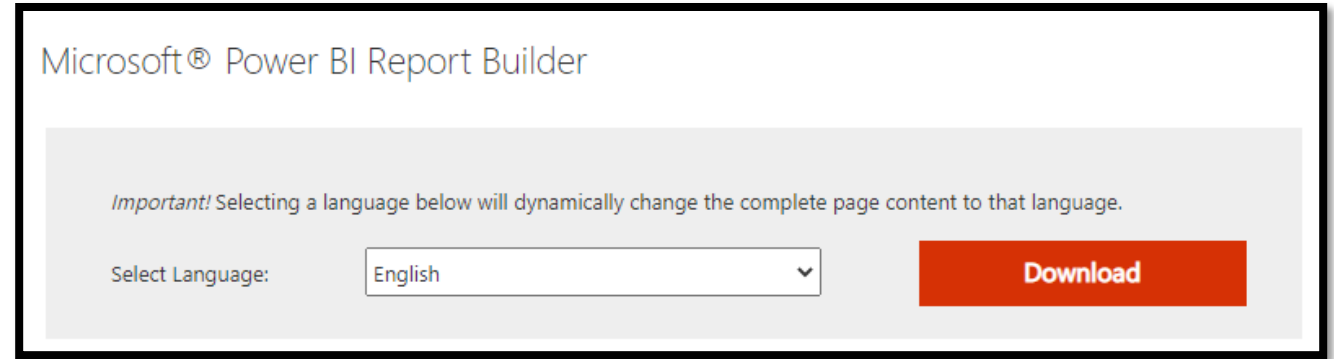 Microsoft® Power BI Report Builder
Important! Selecting a language below will dynamically change the complete page content to that language.
Select Language:
English
Download